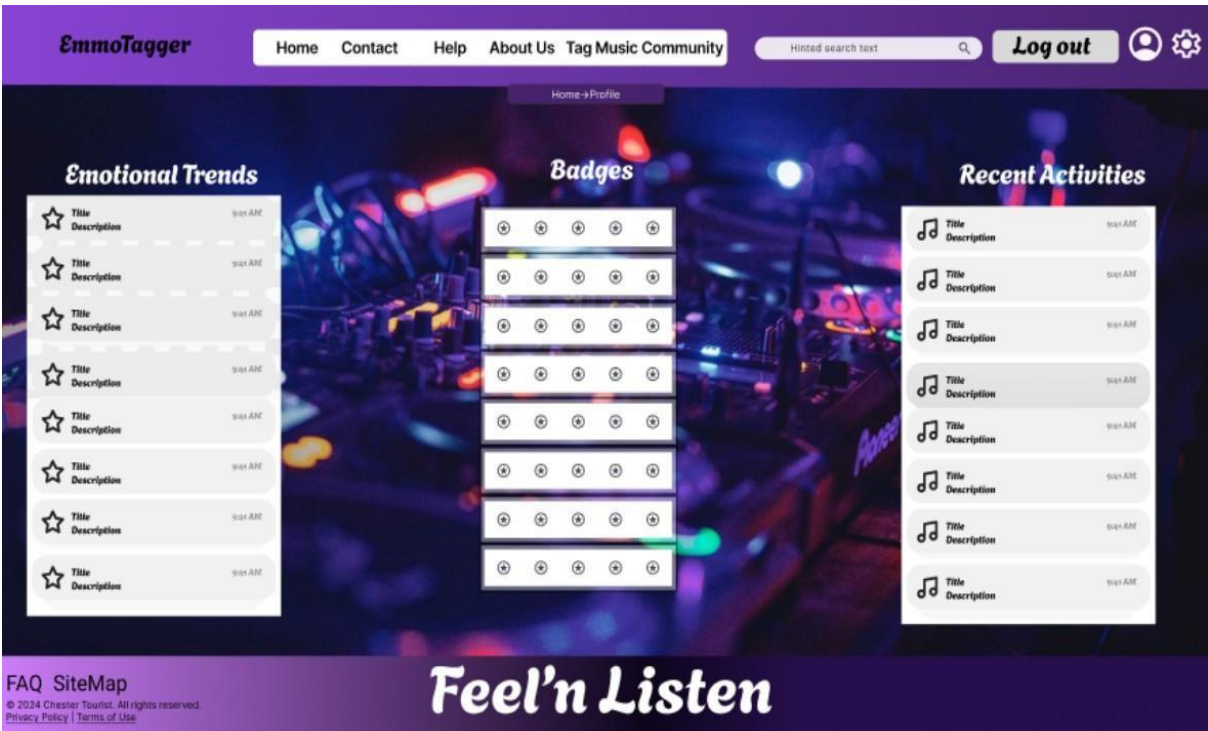 EmmoTagger
Home Contact Help About Us Tag Music Community
Hinted search text
Log out
Home→Profile
Emotional Trends
Title 9:41 AM
Description
Title 9:41 AM
Description
Title 9:41 AM
Description
Title 9:41 AM
Description
Title 9:41 AM
Description
Title 9:41 AM
Description
Title 9:41 AM
Description
Title 9:41 AM
Description
Badges
Recent Activities
Title 9:41 AM
Description
Title 9:41 AM
Description
Title 9:41 AM
Description
Title 9:41 AM
Description
Title 9:41 AM
Description
Title 9:41 AM
Description
Title 9:41 AM
Description
Title 9:41 AM
Description
Pioneer
FAQ SiteMap
© 2024 Chester Tourist. All rights reserved.
Privacy Policy | Terms of Use
Feel'n Listen